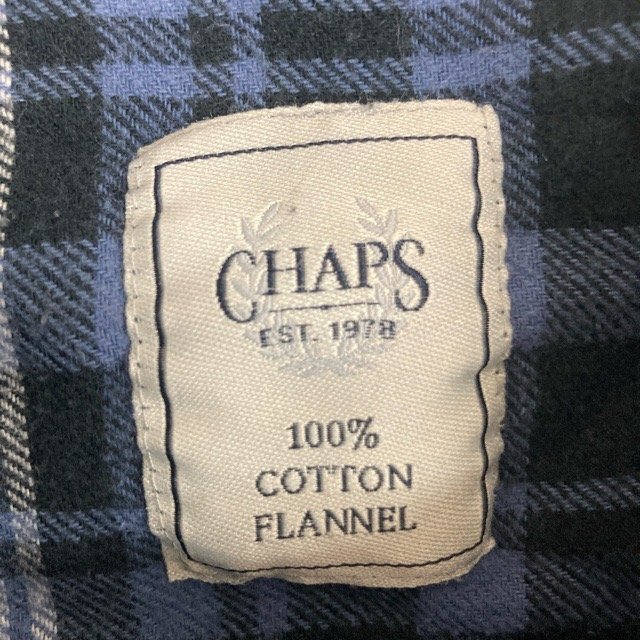 CHAPS
EST. 1978
100%
COTTON
FLANNEL